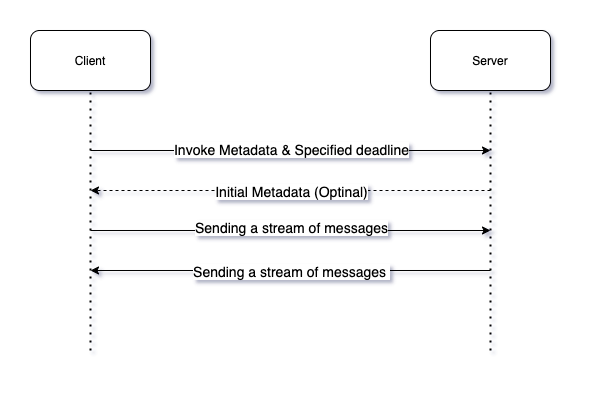 Client
Server
Invoke Metadata & Specified deadline
Initial Metadata (Optinal)
Sending a stream of messages
Sending a stream of messages